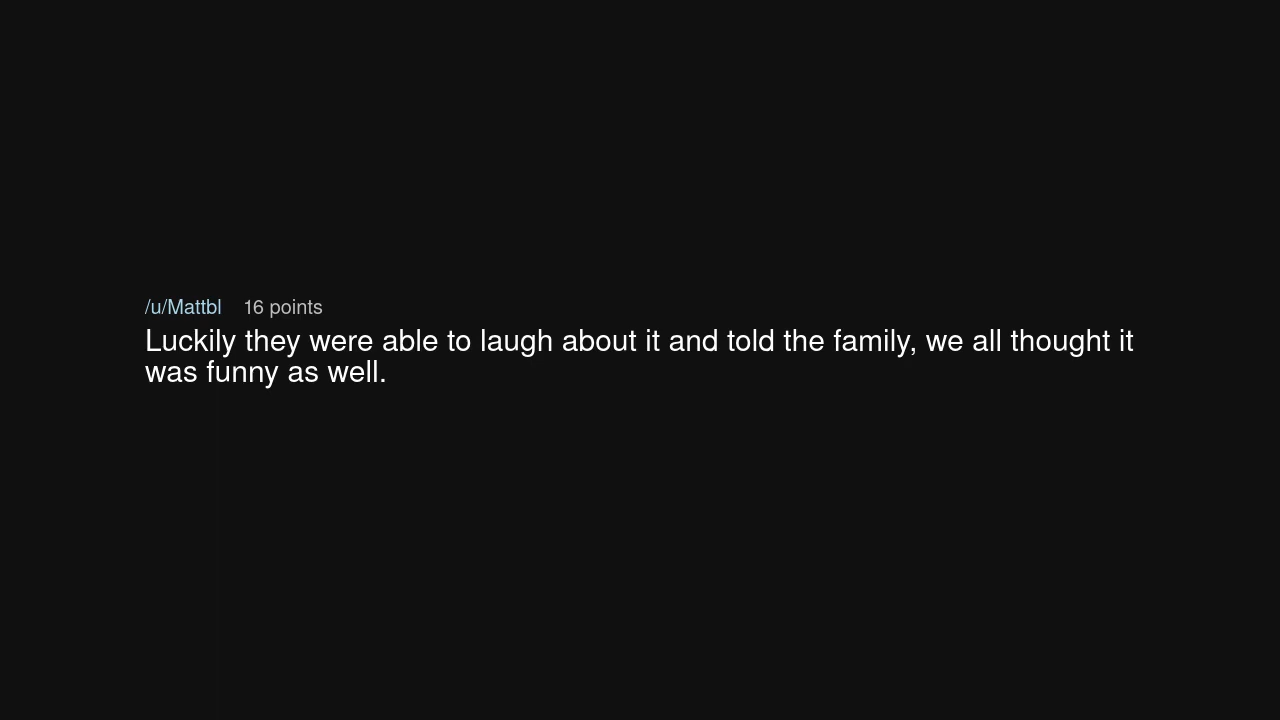 /u/Mattbl 16 points
Luckily they were able to laugh about it and told the family, we all thought it
was funny as well.